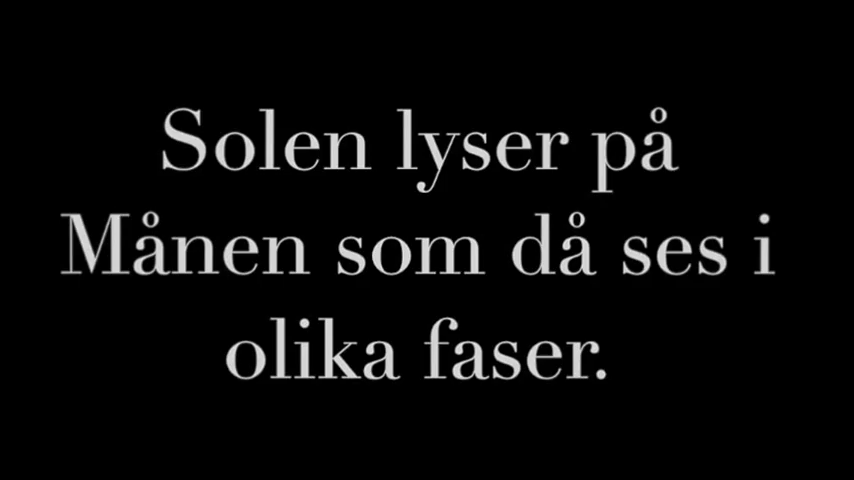 Solen lyser på
Månen som då ses i
olika faser.